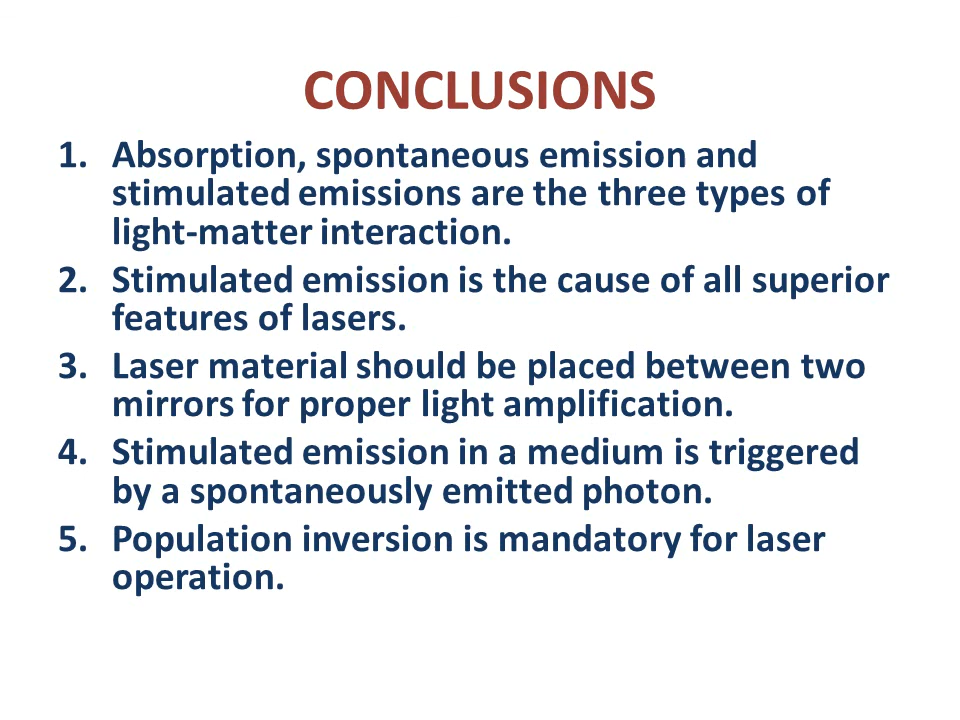 CONCLUSIONS
1. Absorption, spontaneous emission and
stimulated emissions are the three types of
light-matter interaction.
2. Stimulated emission is the cause of all superior
features of lasers.
3. Laser material should be placed between two
mirrors for proper light amplification.
4. Stimulated emission in a medium is triggered
by a spontaneously emitted photon.
5. Population inversion is mandatory for laser
operation.